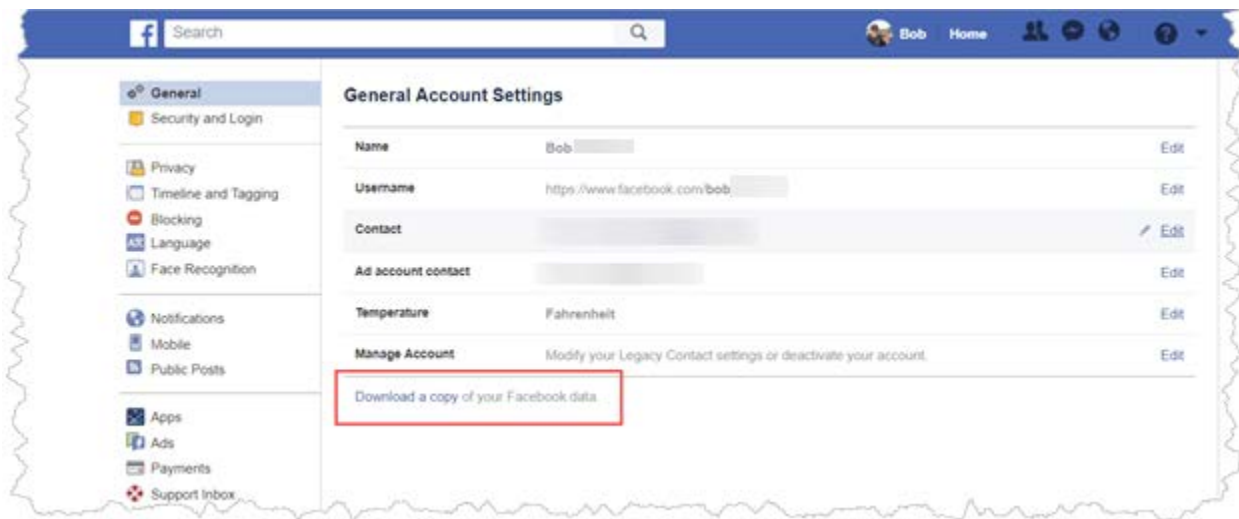 f Search Bob Home
General
Security and Login
Privacy
Timeline and Tagging
Blocking
Language
Face Recognition
Notifications
Mobile
Public Posts
Apps
Ads
Payments
Support Inbox
General Account Settings
Name Bob Edit
Username https://www.facebook.com/bob Edit
Contact Edit
Ad account contact Edit
Temperature Fahrenheit Edit
Manage Account Modify your Legacy Contact settings or deactivate your account. Edit
Download a copy of your Facebook data.